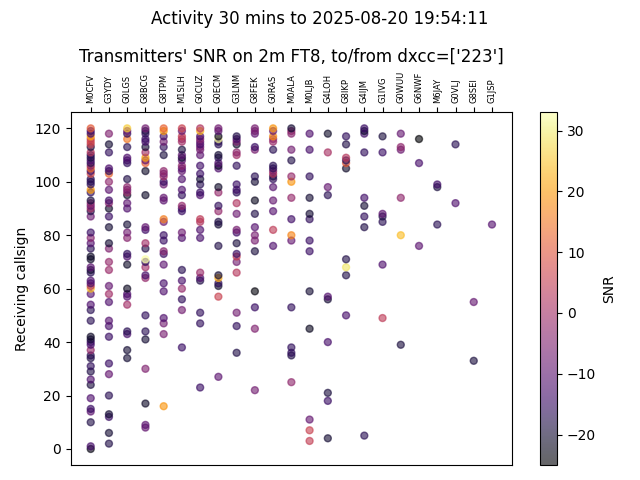 Activity 30 mins to 2025-08-20 19:54:11
Transmitters' SNR on 2m FT8, to/from dxcc=['223']
M0CFV G3YDY G0LGS G8BCG G8TPM M1SLH G0CUZ G0ECM G3LNM G8FEK G0RAS M0ALA M0LJB G4LOH G8IKP G4IJM G1IVG G0WUU G6NWF M6JAY G0VLJ G8SEI G1JSP
120
100
80
60
40
20
0
Receiving callsign
30
20
10
0
−10
−20
SNR